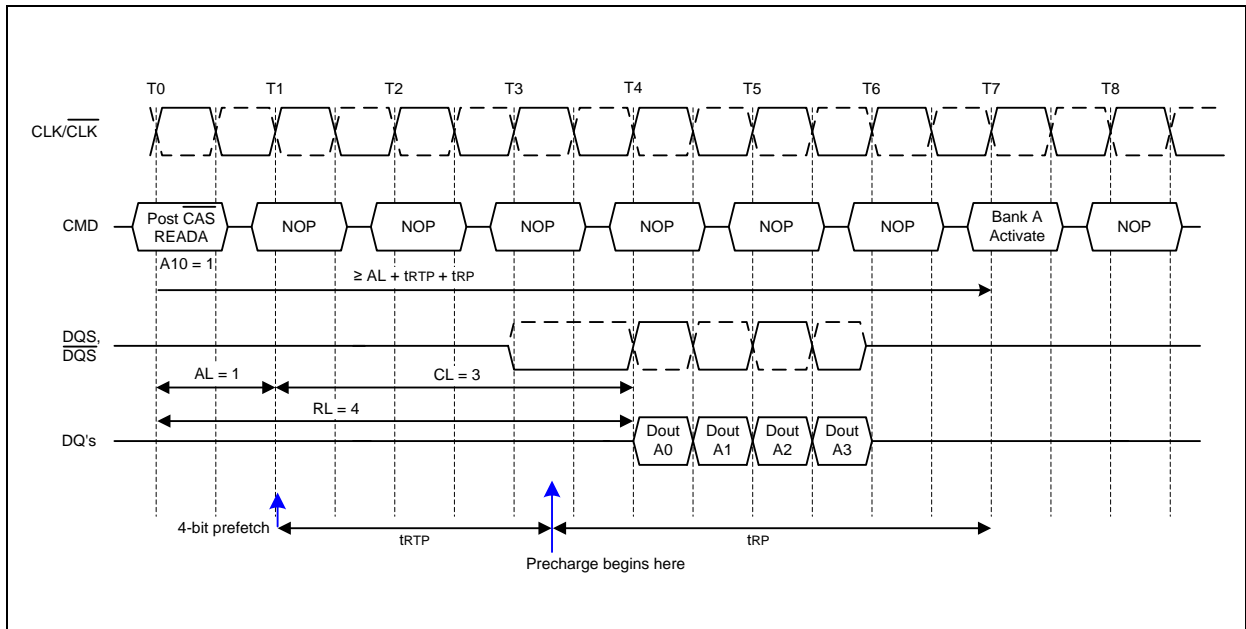 T0 T1 T2 T3 T4 T5 T6 T7 T8
CLK/CLK
CMD
Post CAS
READA
NOP NOP NOP NOP NOP NOP
Bank A
Activate
NOP
A10 = 1
≥ AL + tRTP + tRP
DQS,
DQS
AL = 1
CL = 3
RL = 4
DQ's
Dout
A0
Dout
A1
Dout
A2
Dout
A3
4-bit prefetch
tRTP
tRP
Precharge begins here